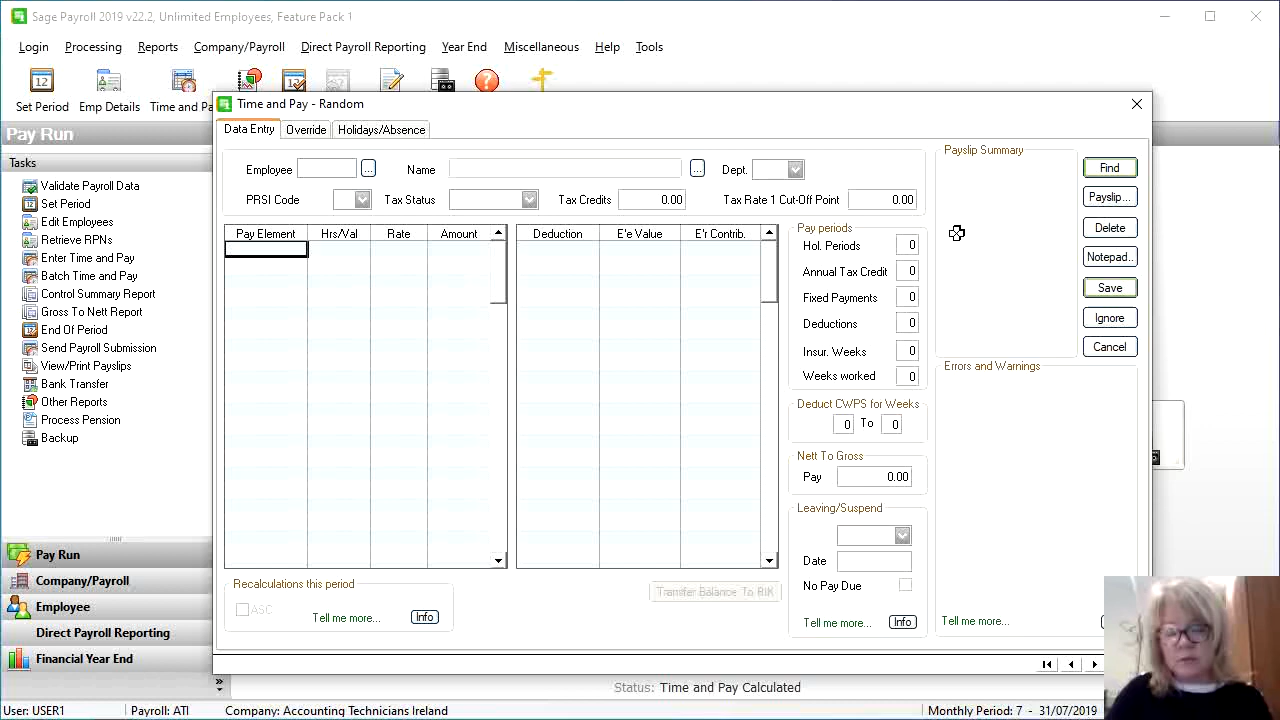 Sage Payroll 2019 v22.2, Unlimited Employees, Feature Pack 1
Login Processing Reports Company/Payroll Direct Payroll Reporting Year End Miscellaneous Help Tools
12
Set Period Emp Details Time and Pa
Time and Pay - Random
Pay Run
Data Entry Override Holidays/Absence
Tasks
Validate Payroll Data
Set Period
Edit Employees
Retrieve RPNs
Enter Time and Pay
Batch Time and Pay
Control Summary Report
Gross To Nett Report
End Of Period
Send Payroll Submission
View/Print Payslips
Bank Transfer
Other Reports
Process Pension
Backup
Pay Run
Company/Payroll
Employee
Direct Payroll Reporting
Financial Year End
Employee ... Name ... Dept.
PRSI Code Tax Status Tax Credits 0.00 Tax Rate 1 Cut-Off Point 0.00
Pay Element Hrs/Val Rate Amount
Deduction E'e Value E'r Contrib.
Pay periods
Hol. Periods 0
Annual Tax Credit 0
Fixed Payments 0
Deductions 0
Insur. Weeks 0
Weeks worked 0
Deduct CWPS for Weeks
0 To 0
Nett To Gross
Pay 0.00
Leaving/Suspend
Date
No Pay Due
Tell me more... Info
Recalculations this period
ASC
Tell me more... Info
Transfer Balance To RIK
Payslip Summary
Find
Payslip...
Delete
Notepad..
Save
Ignore
Cancel
Errors and Warnings
Tell me more...
Status: Time and Pay Calculated
User: USER1 Payroll: ATI Company: Accounting Technicians Ireland Monthly Period: 7 - 31/07/2019